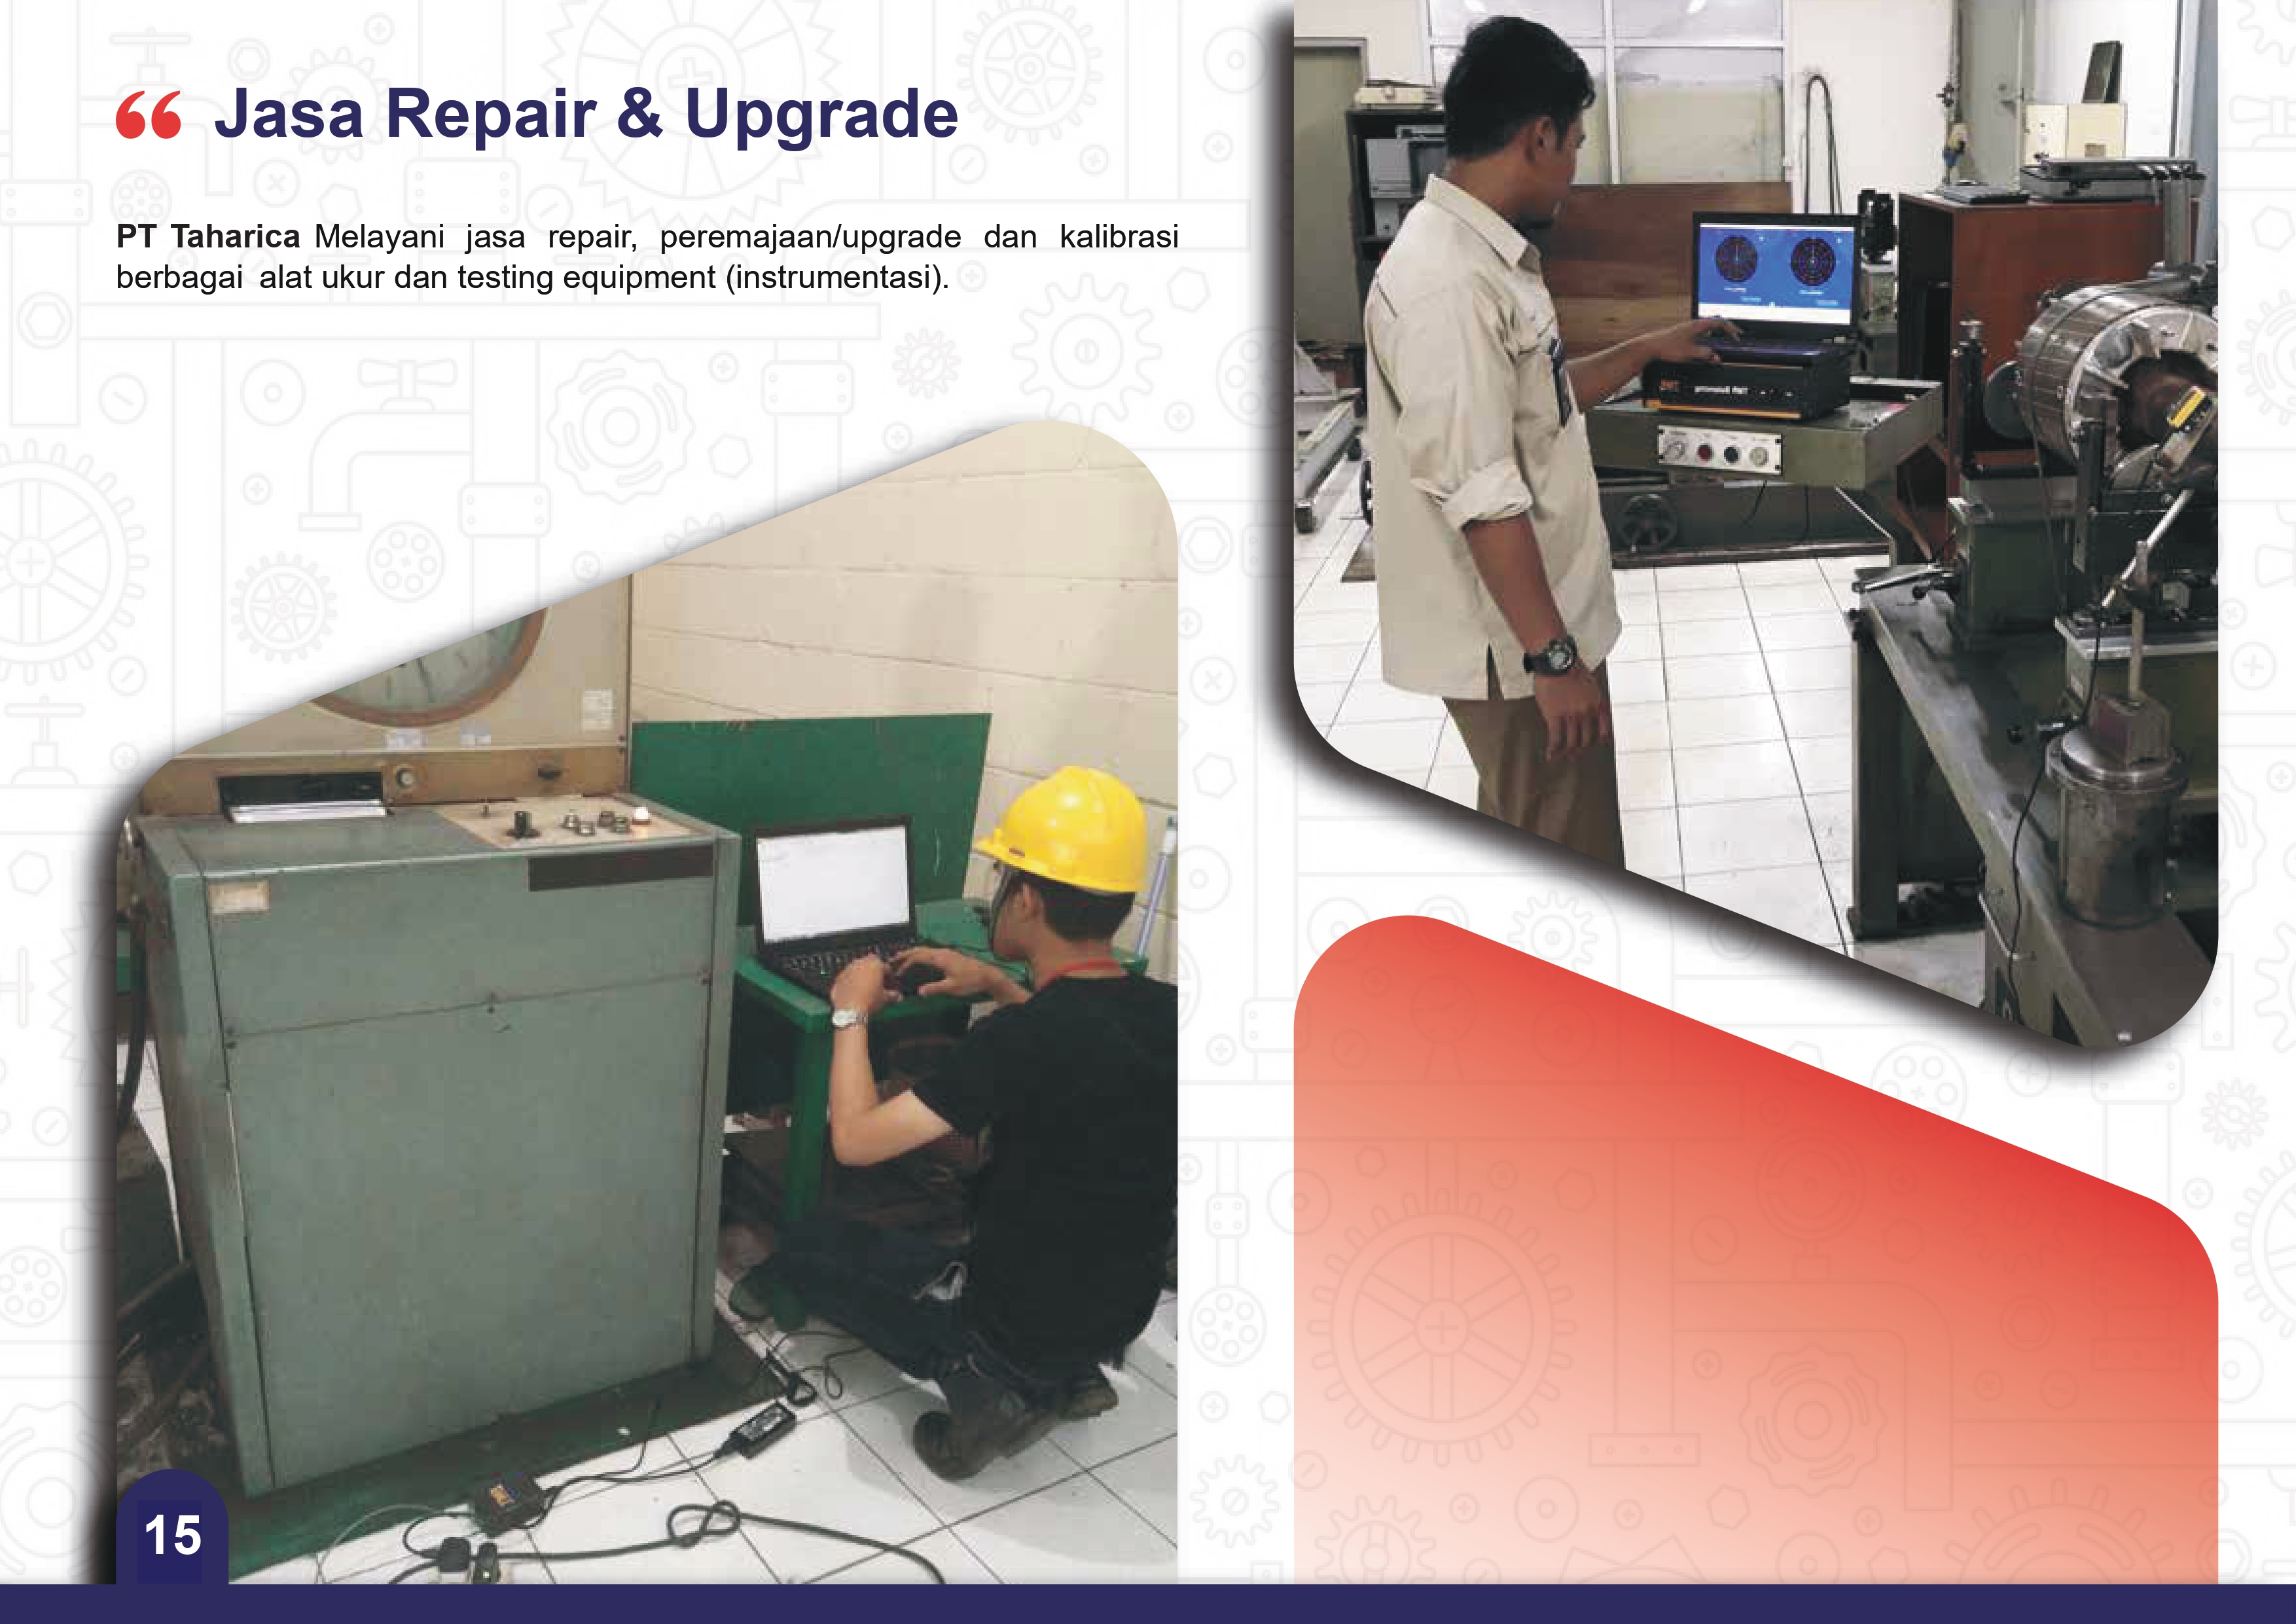 Jasa Repair & Upgrade
PT Taharica Melayani jasa repair, peremajaan/upgrade dan kalibrasi
berbagai alat ukur dan testing equipment (instrumentasi).
15